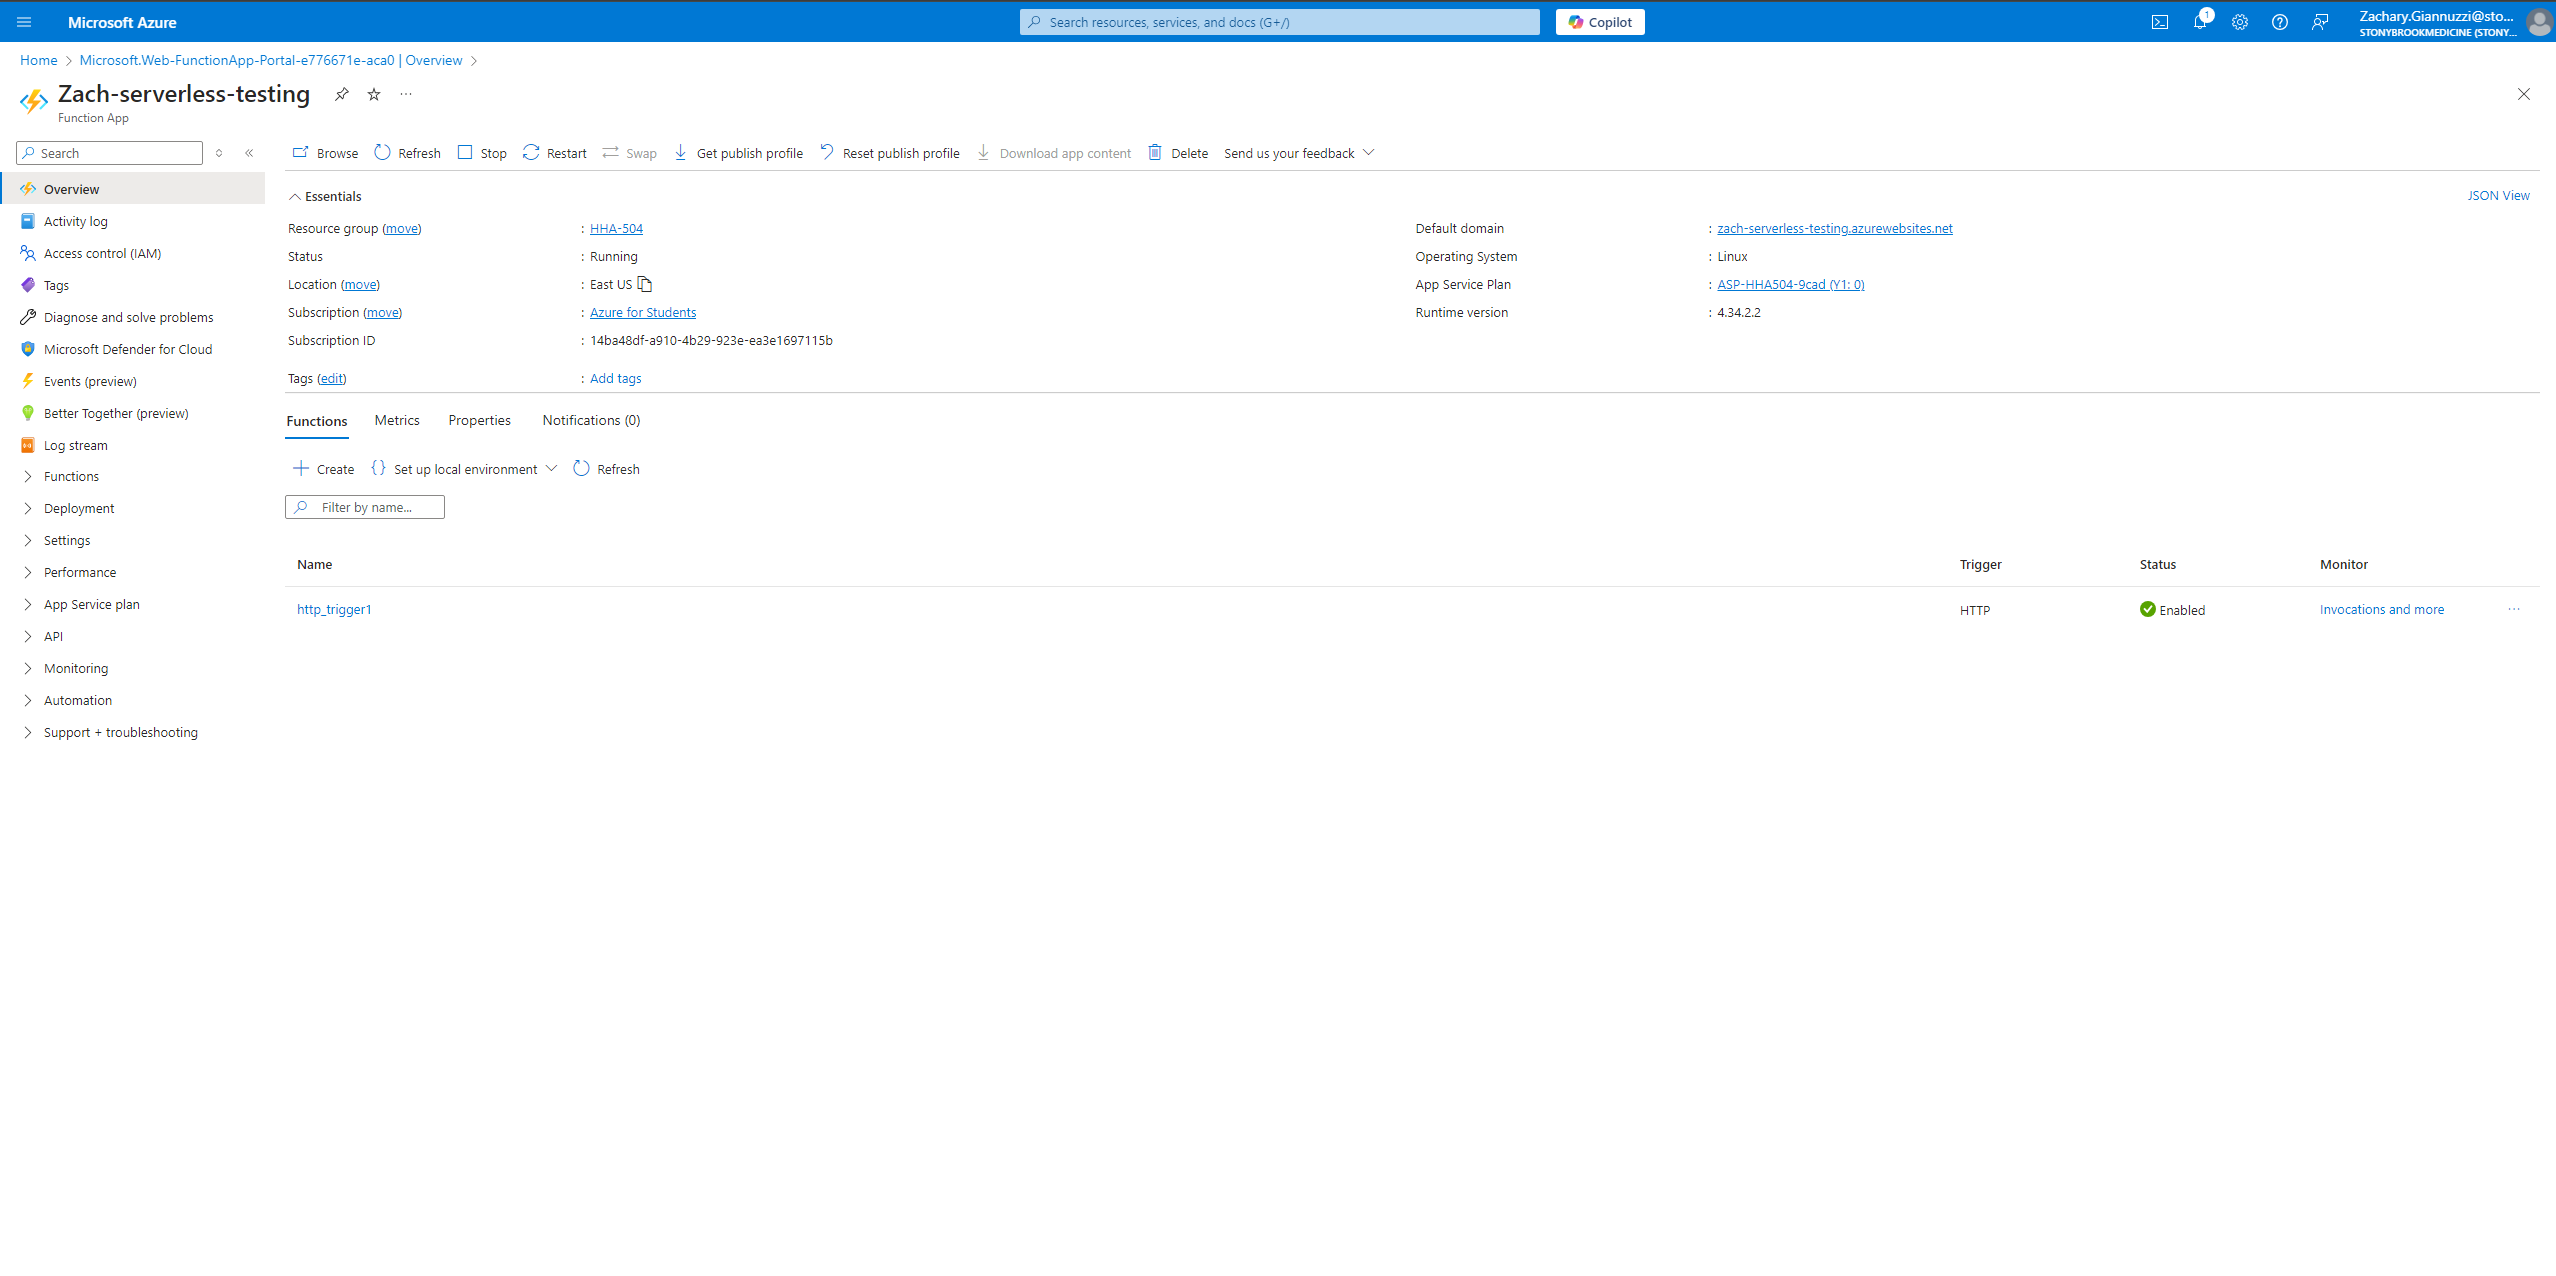 Microsoft Azure
Search resources, services, and docs (G+/)
Copilot
1
Zachary.Giannuzzi@sto...
STONYBROOKMEDICINE (STONY...
Home > Microsoft.Web-FunctionApp-Portal-e776671e-aca0 | Overview >
Zach-serverless-testing
Function App
Search
Browse Refresh Stop Restart Swap Get publish profile Reset publish profile Download app content Delete Send us your feedback
Overview
Activity log
Access control (IAM)
Tags
Diagnose and solve problems
Microsoft Defender for Cloud
Events (preview)
Better Together (preview)
Log stream
Functions
Deployment
Settings
Performance
App Service plan
API
Monitoring
Automation
Support + troubleshooting
Essentials
JSON View
Resource group (move) : HHA-504
Status : Running
Location (move) : East US
Subscription (move) : Azure for Students
Subscription ID : 14ba48df-a910-4b29-923e-ea3e1697115b
Tags (edit) : Add tags
Default domain : zach-serverless-testing.azurewebsites.net
Operating System : Linux
App Service Plan : ASP-HHA504-9cad (Y1: 0)
Runtime version : 4.34.2.2
Functions Metrics Properties Notifications (0)
Create {} Set up local environment Refresh
Filter by name...
Name Trigger Status Monitor
http_trigger1 HTTP Enabled Invocations and more